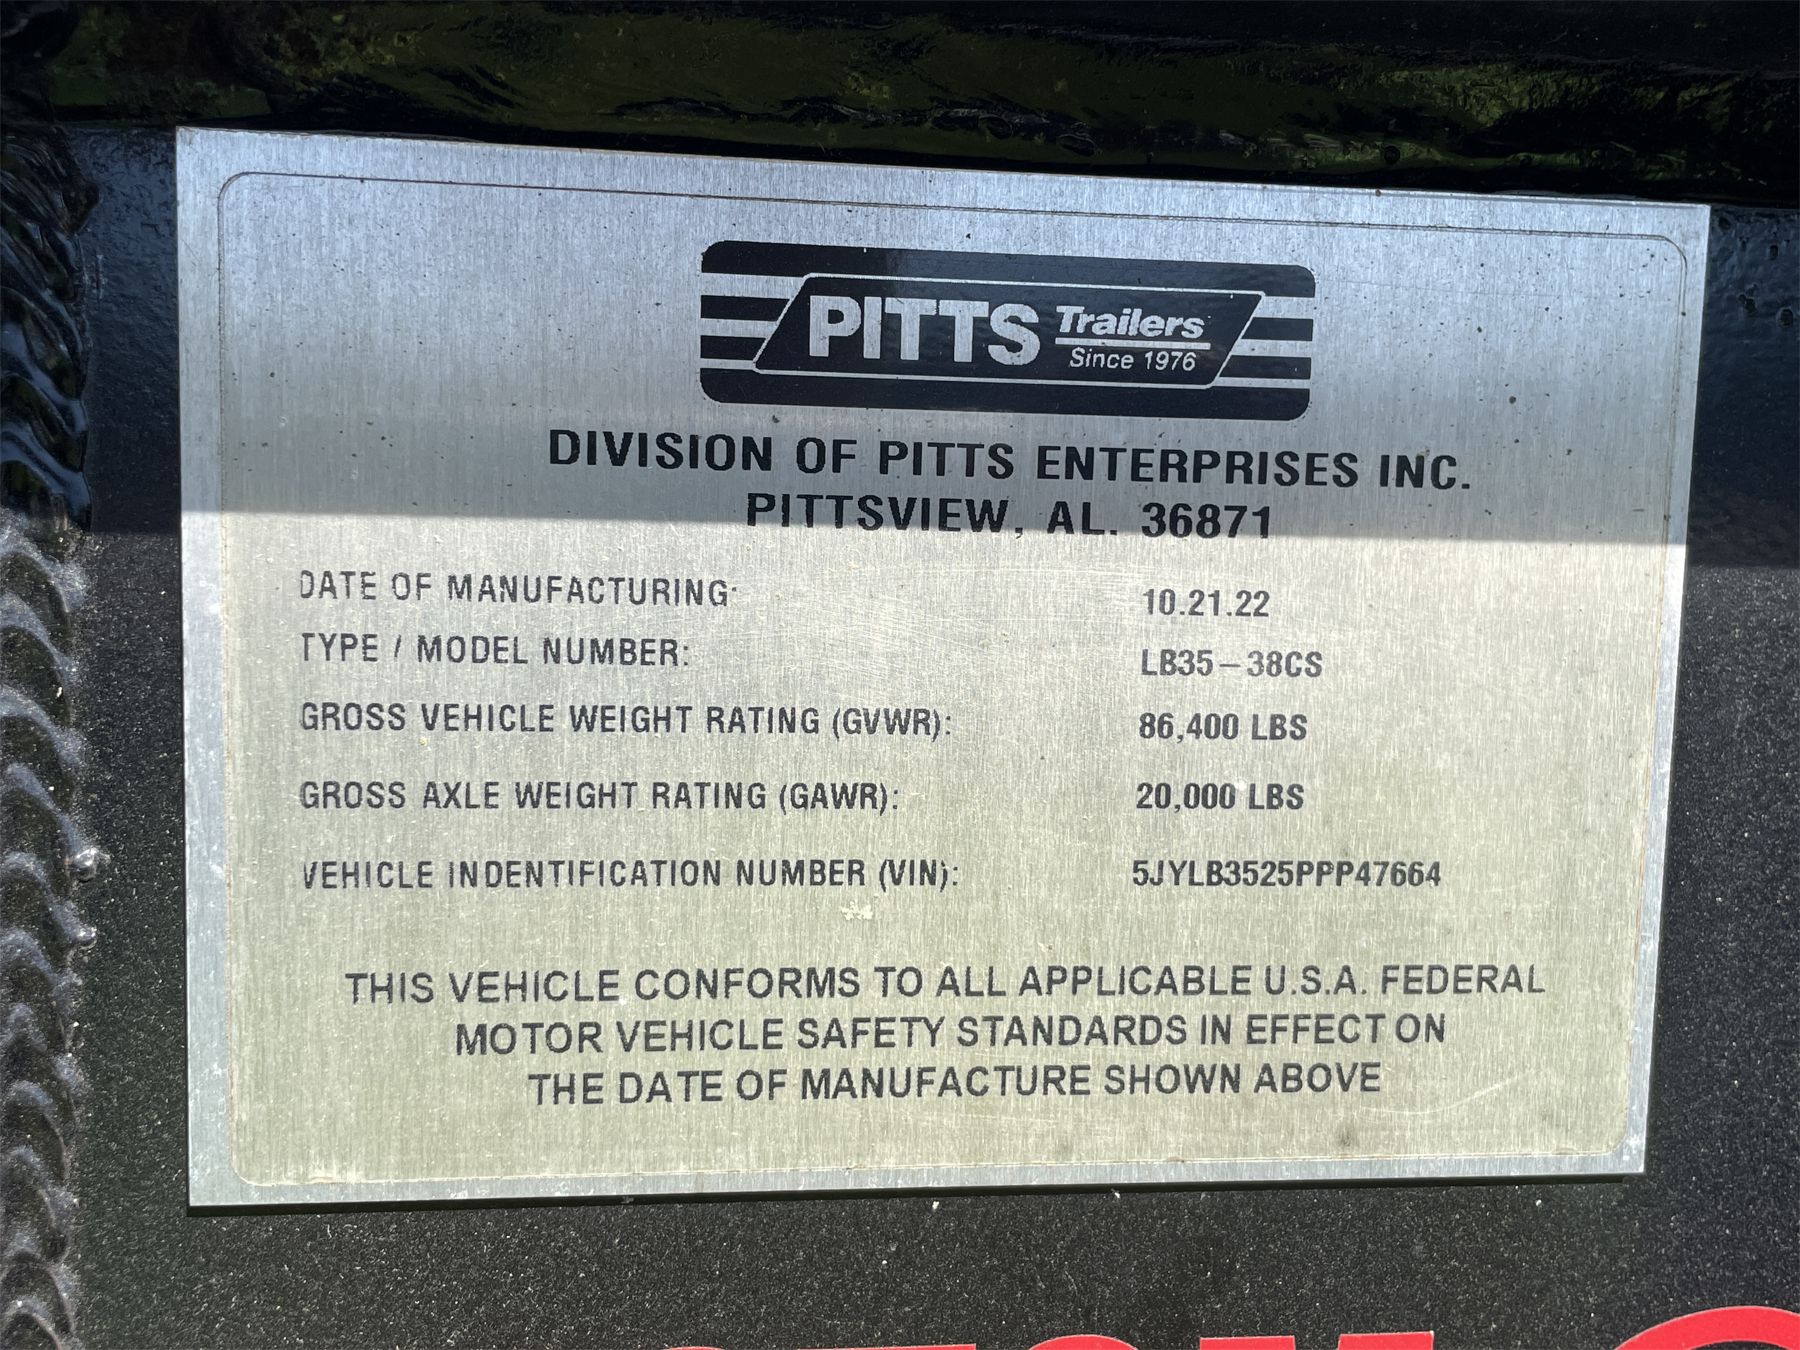 PITTS Trailers
Since 1976
DIVISION OF PITTS ENTERPRISES INC.
PITTSVIEW, AL. 36871
DATE OF MANUFACTURING: 10.21.22
TYPE / MODEL NUMBER: LB35-38CS
GROSS VEHICLE WEIGHT RATING (GVWR): 86,400 LBS
GROSS AXLE WEIGHT RATING (GAWR): 20,000 LBS
VEHICLE INDENTIFICATION NUMBER (VIN): 5JYLB3525PPP47664
THIS VEHICLE CONFORMS TO ALL APPLICABLE U.S.A. FEDERAL
MOTOR VEHICLE SAFETY STANDARDS IN EFFECT ON
THE DATE OF MANUFACTURE SHOWN ABOVE